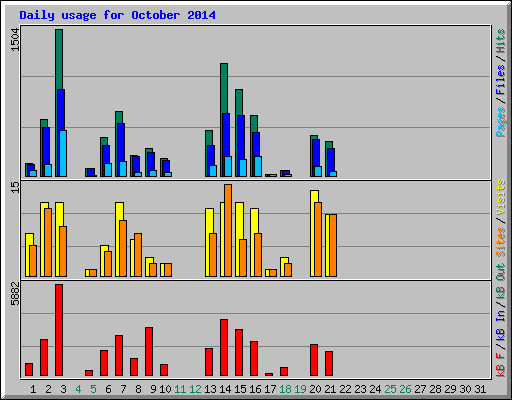 Daily usage for October 2014
1504
15
5882
Pages / Files / Hits
Sites / Visits
kB F / kB In / kB Out
1 2 3 4 5 6 7 8 9 10 11 12 13 14 15 16 17 18 19 20 21 22 23 24 25 26 27 28 29 30 31